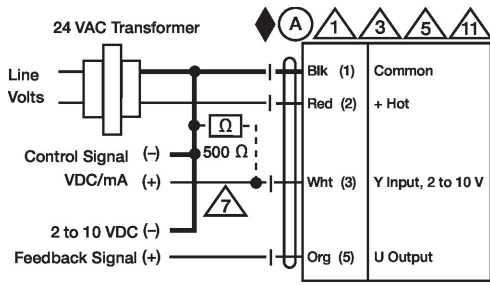 24 VAC Transformer
A 1 3 5 11
Line
Volts
Blk (1) Common
Red (2) + Hot
Ω
500 Ω
Control Signal (-)
VDC/mA (+)
Wht (3) Y Input, 2 to 10 V
7
2 to 10 VDC (-)
Feedback Signal (+)
Org (5) U Output